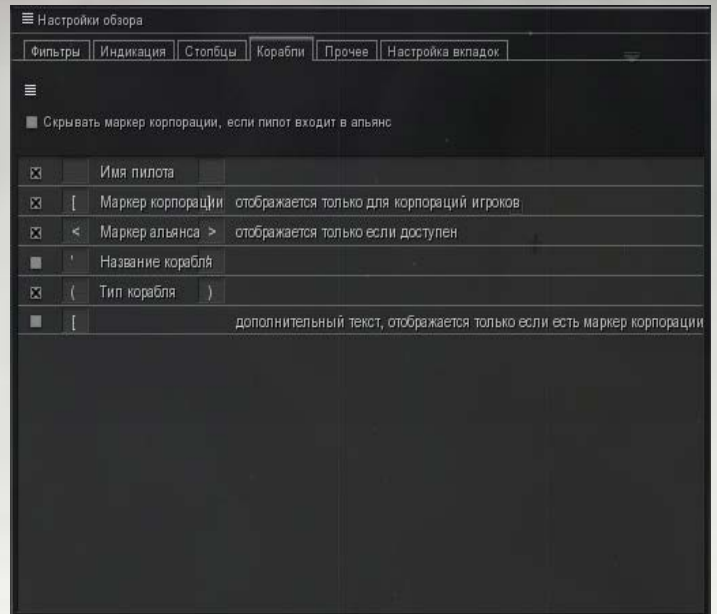 Настройки обзора
Фильтры Индикация Столбцы Корабли Прочее Настройка вкладок
Скрывать маркер корпорации, если пилот входит в альянс
Имя пилота
[ Маркер корпорации ] отображается только для корпораций игроков
< Маркер альянса > отображается только если доступен
' Название корабля '
( Тип корабля )
[ дополнительный текст, отображается только если есть маркер корпорации